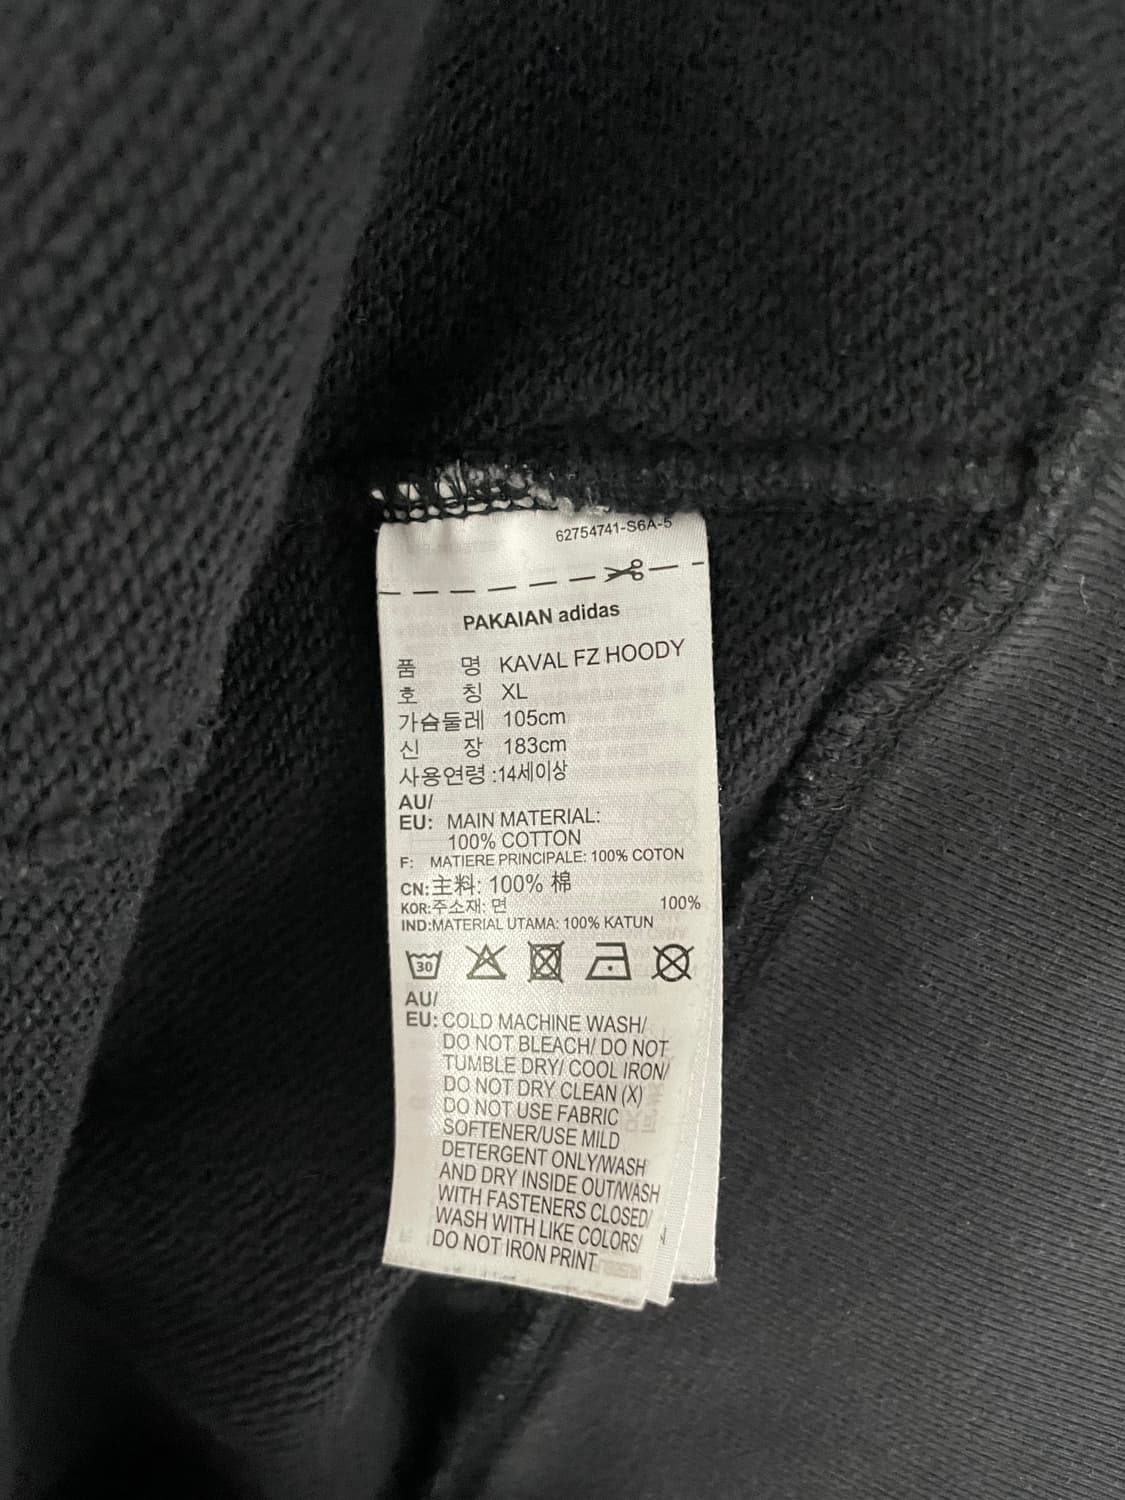 62754741-S6A-5
PAKAIAN adidas
품 명 KAVAL FZ HOODY
호 칭 XL
가슴둘레 105cm
신 장 183cm
사용연령 :14세이상
AU/
EU: MAIN MATERIAL:
100% COTTON
F: MATIERE PRINCIPALE: 100% COTON
CN:主料: 100% 棉
KOR:주소재: 면 100%
IND:MATERIAL UTAMA: 100% KATUN
30
AU/
EU: COLD MACHINE WASH/
DO NOT BLEACH/ DO NOT
TUMBLE DRY/ COOL IRON/
DO NOT DRY CLEAN (X)
DO NOT USE FABRIC
SOFTENER/USE MILD
DETERGENT ONLY/WASH
AND DRY INSIDE OUT/WASH
WITH FASTENERS CLOSED/
WASH WITH LIKE COLORS/
DO NOT IRON PRINT